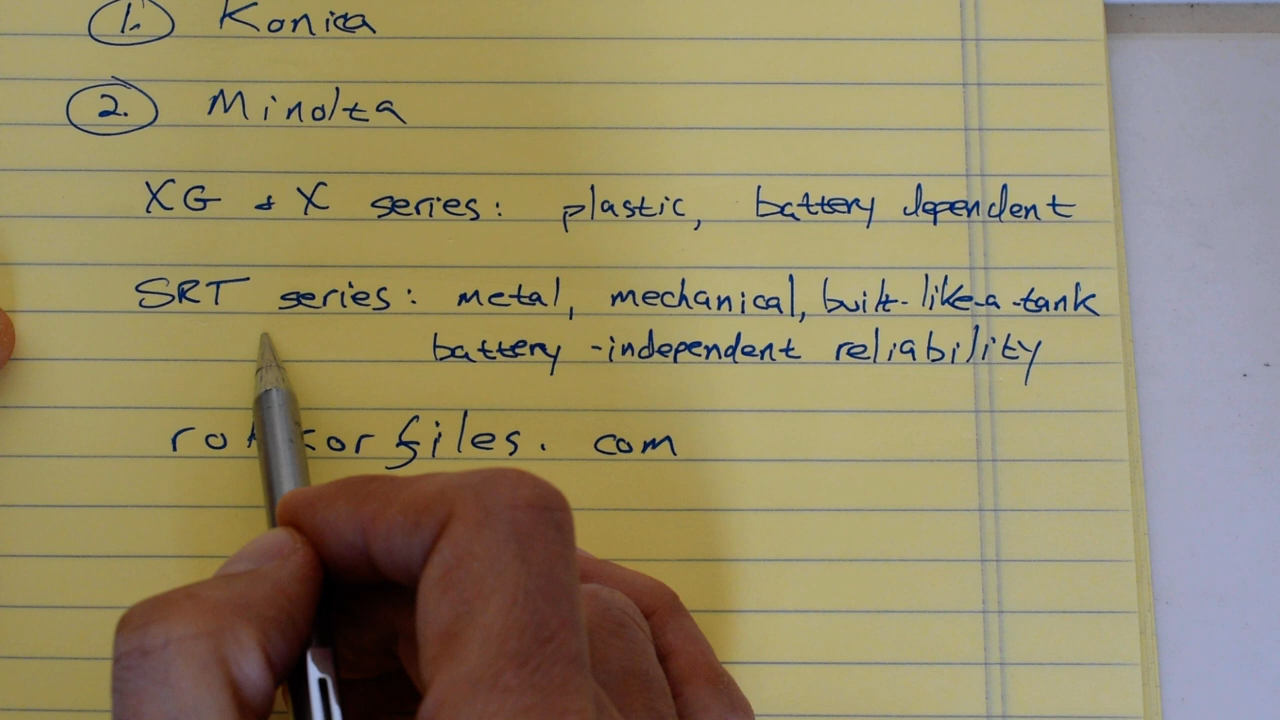 1. Konica
2. Minolta
XG & X series: plastic, battery dependent
SRT series: metal, mechanical, built-like-a-tank
battery-independent reliability
.com